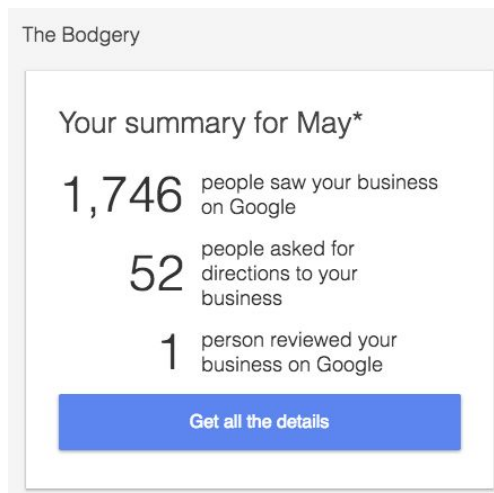 The Bodgery
Your summary for May*
1,746 people saw your business
on Google
52 people asked for
directions to your
business
1 person reviewed your
business on Google
Get all the details